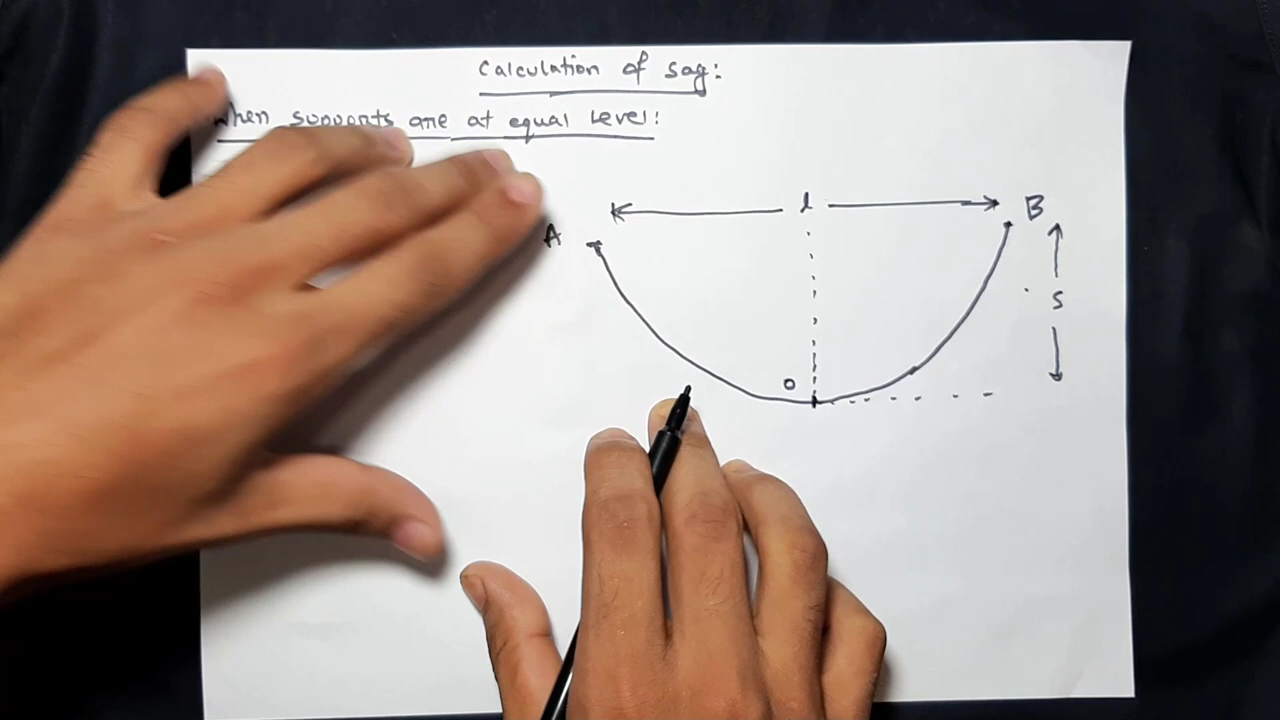 Calculation of sag:
When supports are at equal Level:
l
B
A
S
O